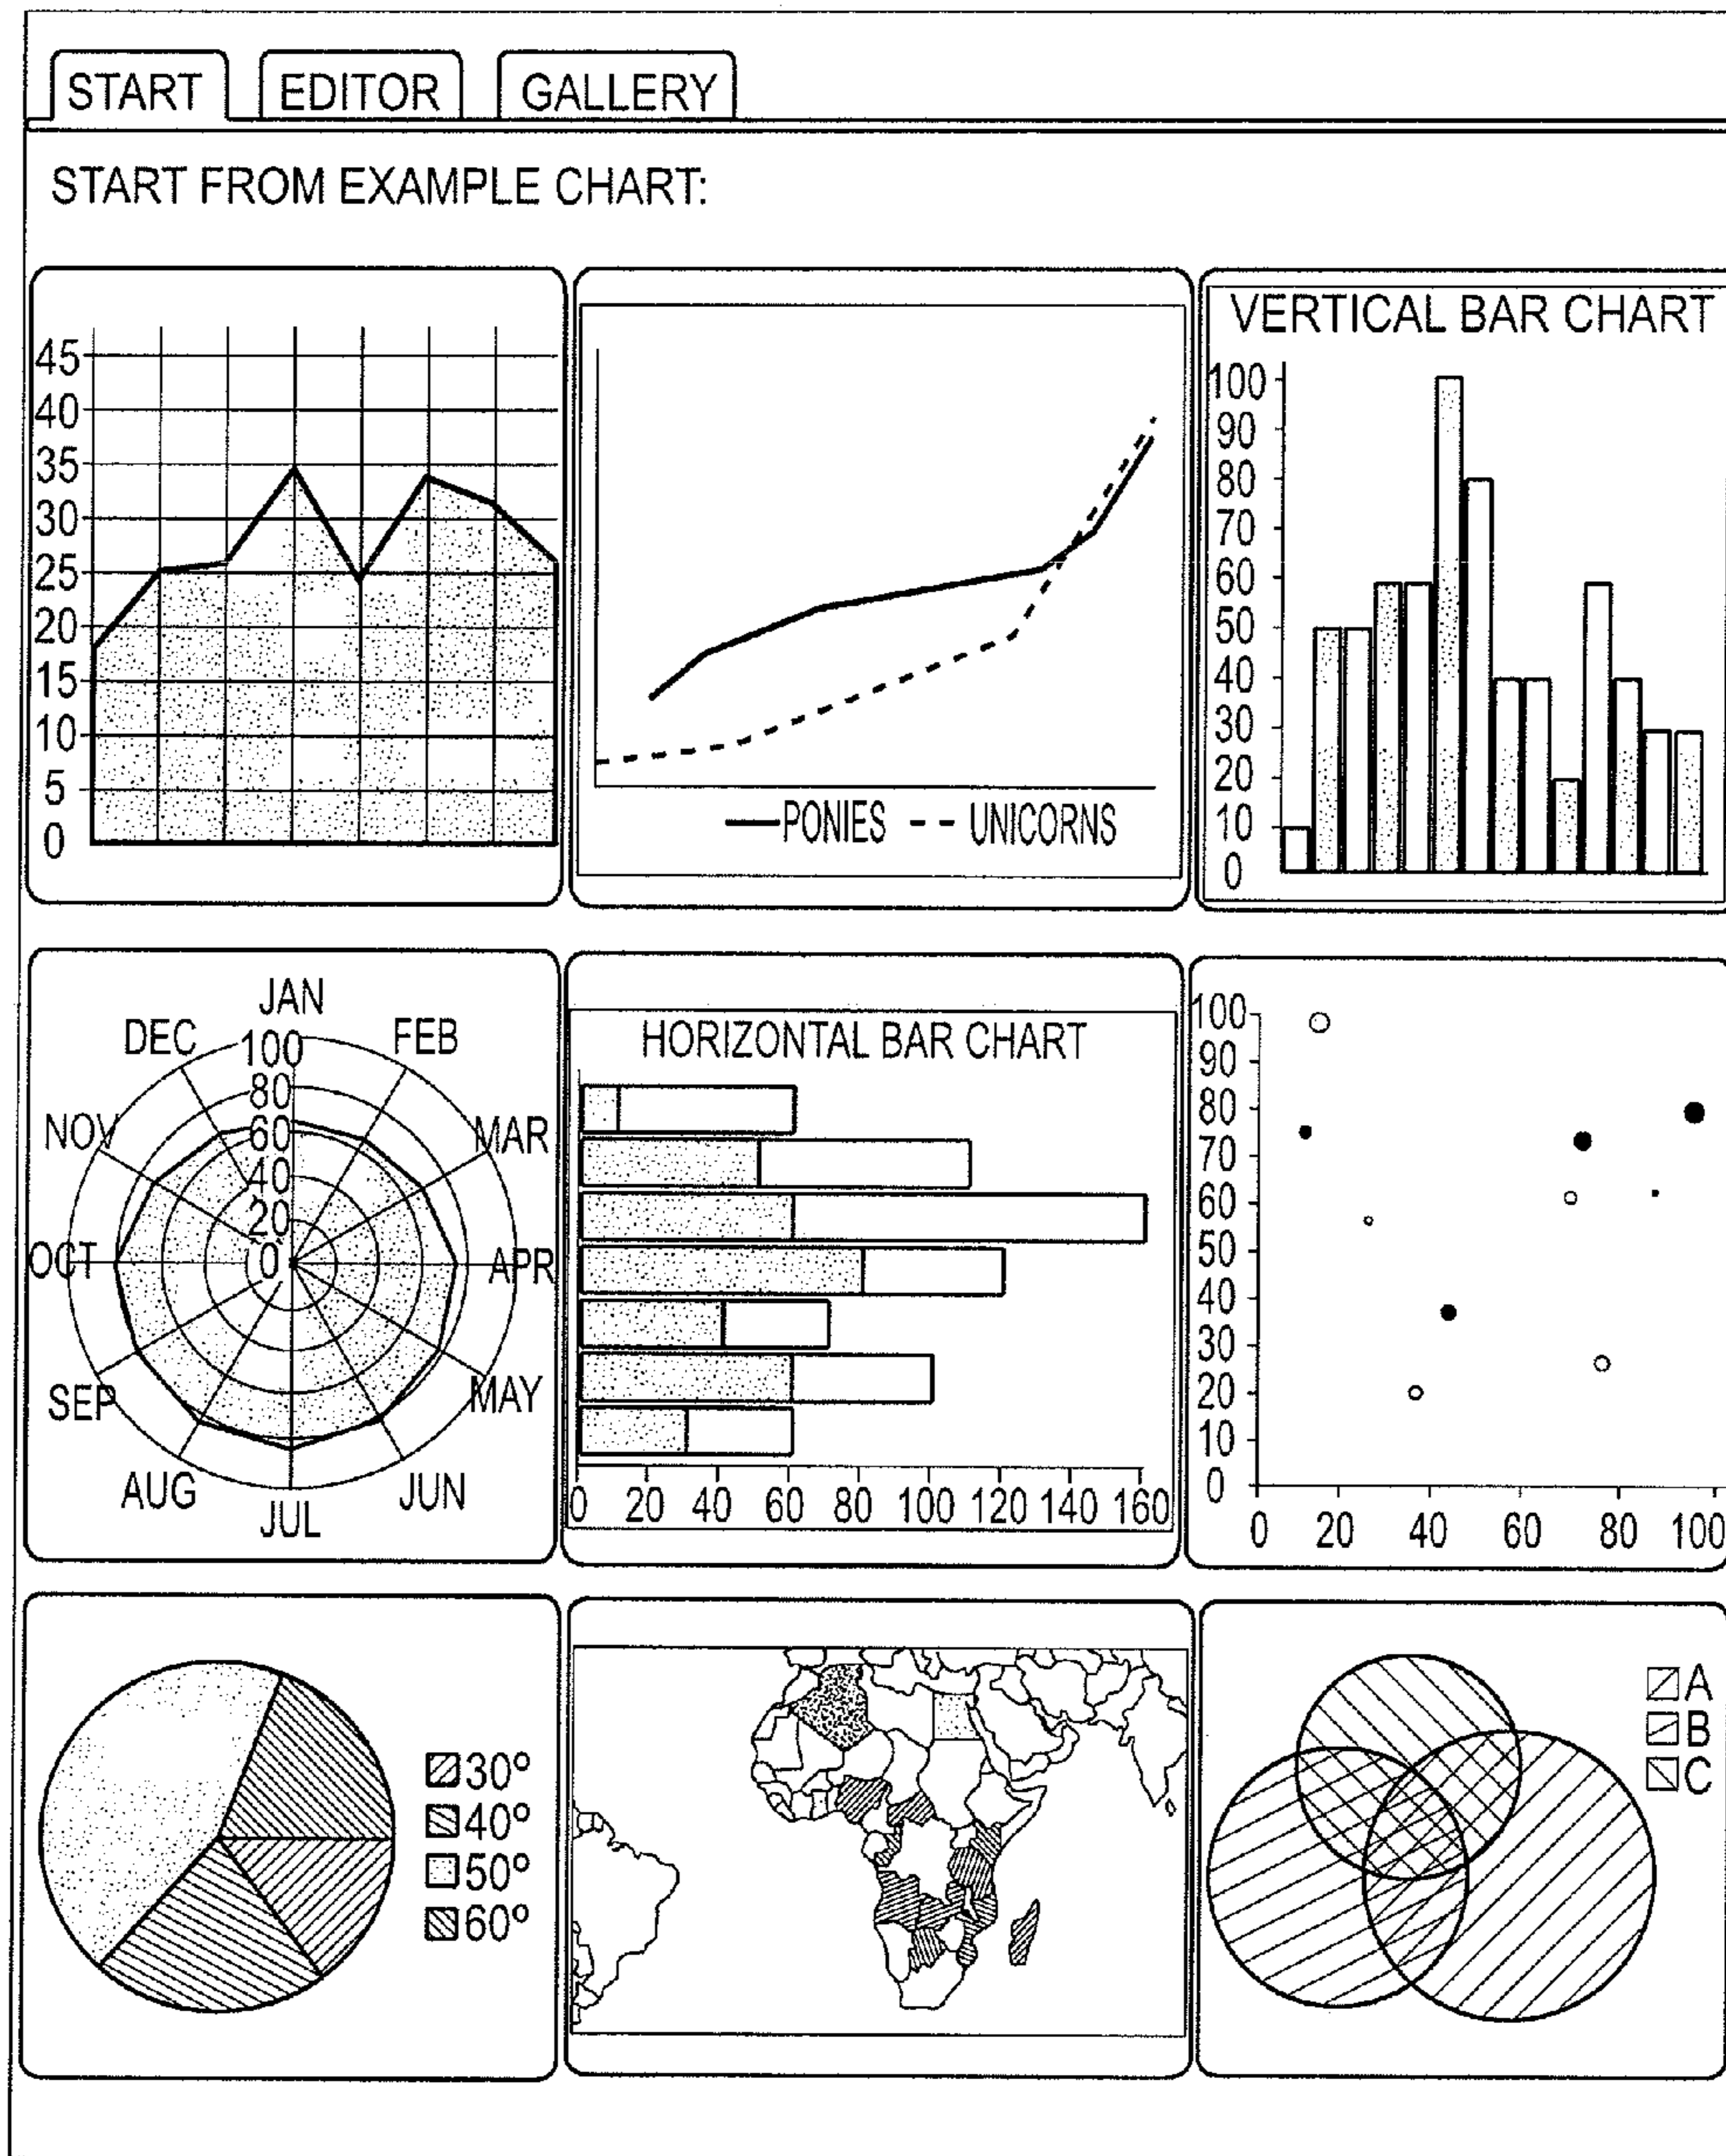 START EDITOR GALLERY
START FROM EXAMPLE CHART:
45
40
35
30
25
20
15
10
5
0
PONIES UNICORNS
VERTICAL BAR CHART
100
90
80
70
60
50
40
30
20
10
0
JAN
FEB
MAR
APR
MAY
JUN
JUL
AUG
SEP
OCT
NOV
DEC
100
80
60
40
20
0
HORIZONTAL BAR CHART
0 20 40 60 80 100 120 140 160
100
90
80
70
60
50
40
30
20
10
0
0 20 40 60 80 100
30º
40º
50º
60º
A
B
C